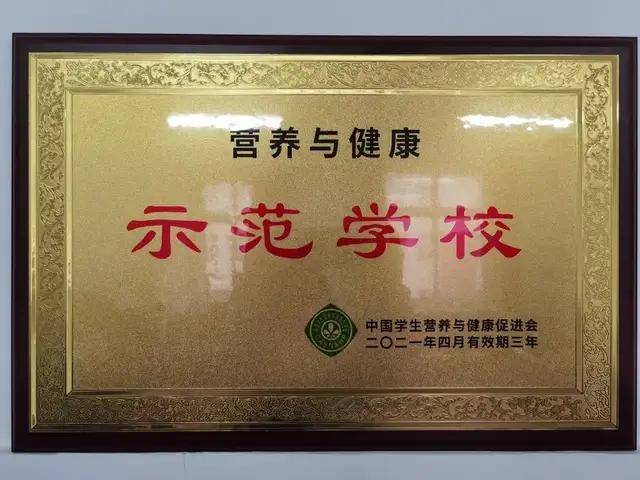 营养与健康
示范学校
中国学生营养与健康促进会
二〇二一年四月有效期三年